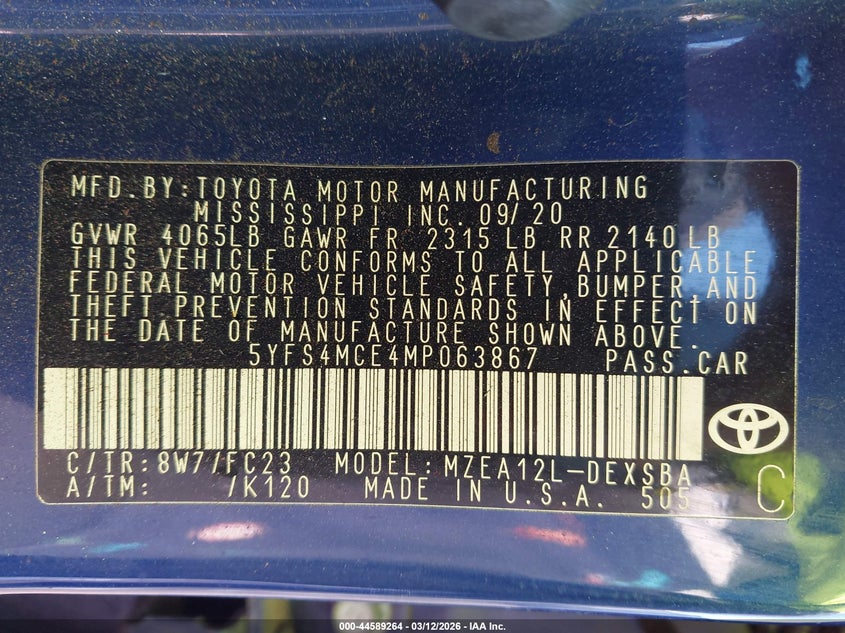 MFD.BY:TOYOTA MOTOR MANUFACTURING
MISSISSIPPI INC. 09/20
GVWR 4065LB GAWR FR 2315 LB RR 2140 LB
THIS VEHICLE CONFORMS TO ALL APPLICABLE
FEDERAL MOTOR VEHICLE SAFETY,BUMPER,AND
THEFT PREVENTION STANDARDS IN EFFECT ON
THE DATE OF MANUFACTURE SHOWN ABOVE.
5YFS4MCE4MP063867 PASS.CAR
C/TR:8W7/FC23 MODEL:MZEA12L-DEXSBA
A/TM: /K120 MADE IN U.S.A. 505 C
000-44589264 - 03/12/2026 - IAA Inc.